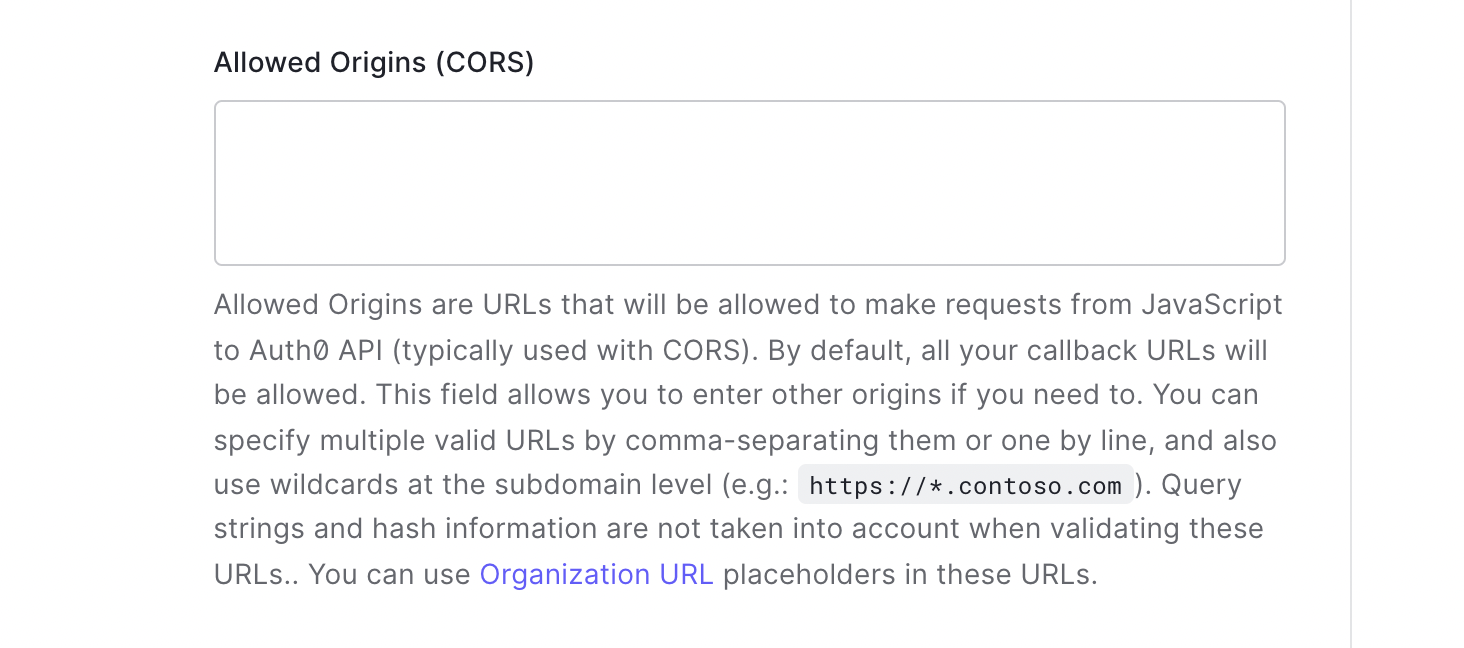 Allowed Origins (CORS)
Allowed Origins are URLs that will be allowed to make requests from JavaScript
to Auth0 API (typically used with CORS). By default, all your callback URLs will
be allowed. This field allows you to enter other origins if you need to. You can
specify multiple valid URLs by comma-separating them or one by line, and also
use wildcards at the subdomain level (e.g.: https://*.contoso.com). Query
strings and hash information are not taken into account when validating these
URLs.. You can use Organization URL placeholders in these URLs.